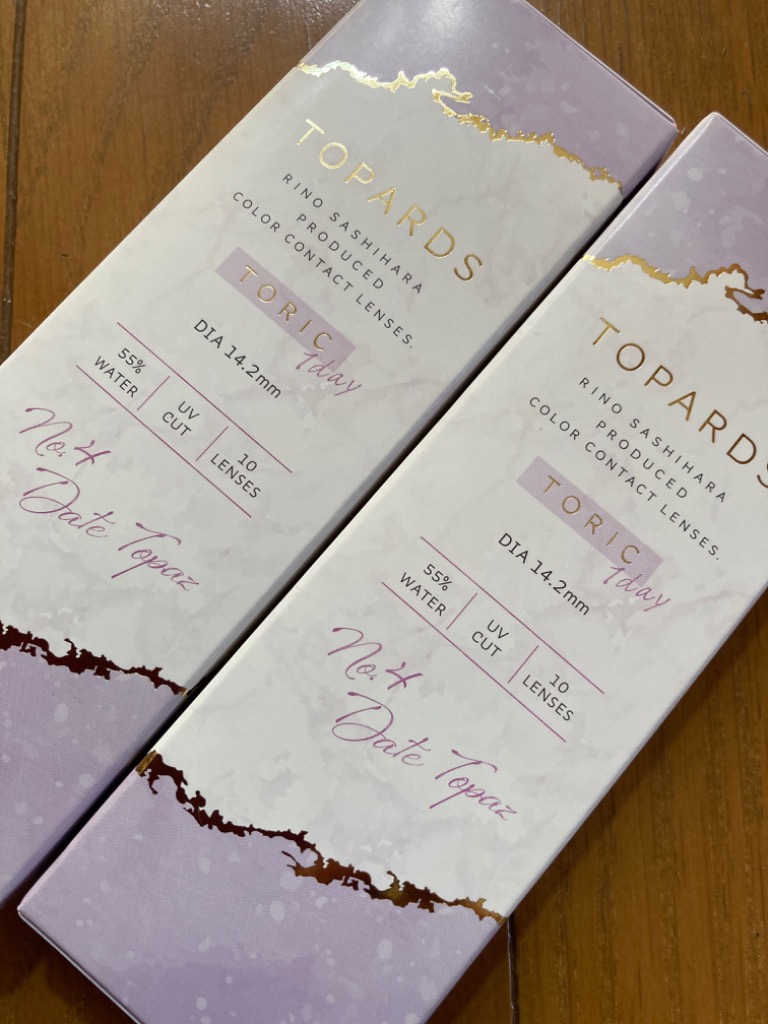 TOPARDS
RINO SASHIHARA
PRODUCED
COLOR CONTACT LENSES.
TORIC
1day
DIA 14.2mm
55%
WATER
UV
CUT
10
LENSES
No.4
Date Topaz
TOPARDS
RINO SASHIHARA
PRODUCED
COLOR CONTACT LENSES.
TORIC
1day
DIA 14.2mm
55%
WATER
UV
CUT
10
LENSES
No.4
Date Topaz